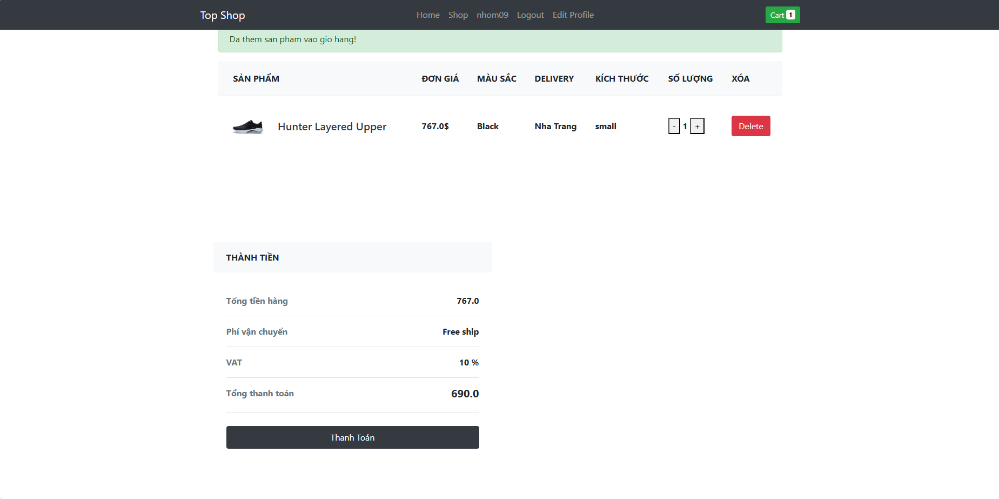 Top Shop Home Shop nhom09 Logout Edit Profile Cart 1
Da them san pham vao gio hang!
SẢN PHẨM ĐƠN GIÁ MÀU SẮC DELIVERY KÍCH THƯỚC SỐ LƯỢNG XÓA
Hunter Layered Upper 767.0$ Black Nha Trang small - 1 + Delete
THÀNH TIỀN
Tổng tiền hàng 767.0
Phí vận chuyển Free ship
VAT 10 %
Tổng thanh toán 690.0
Thanh Toán